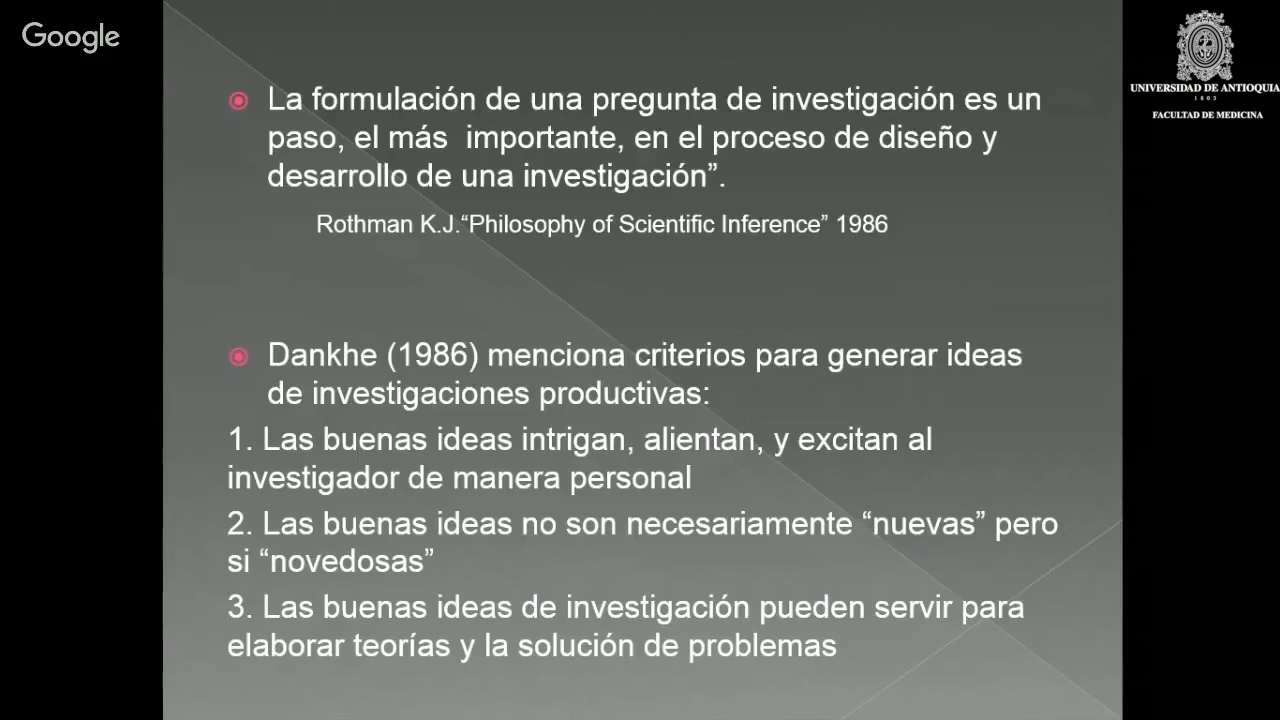 Google
UNIVERSIDAD DE ANTIOQUIA
1803
FACULTAD DE MEDICINA
La formulación de una pregunta de investigación es un
paso, el más importante, en el proceso de diseño y
desarrollo de una investigación”.
Rothman K.J.“Philosophy of Scientific Inference” 1986
Dankhe (1986) menciona criterios para generar ideas
de investigaciones productivas:
1. Las buenas ideas intrigan, alientan, y excitan al
investigador de manera personal
2. Las buenas ideas no son necesariamente “nuevas” pero
si “novedosas”
3. Las buenas ideas de investigación pueden servir para
elaborar teorías y la solución de problemas